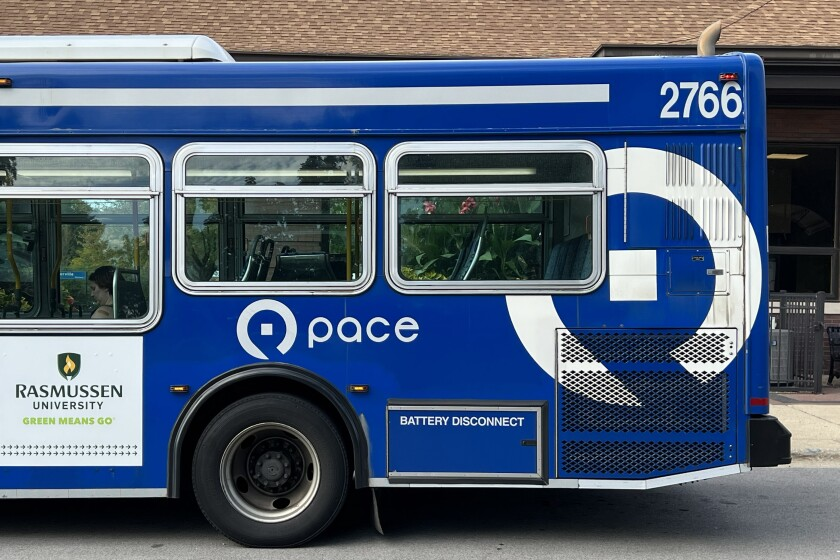 2766
pace
BATTERY DISCONNECT
RASMUSSEN
UNIVERSITY
GREEN MEANS GO